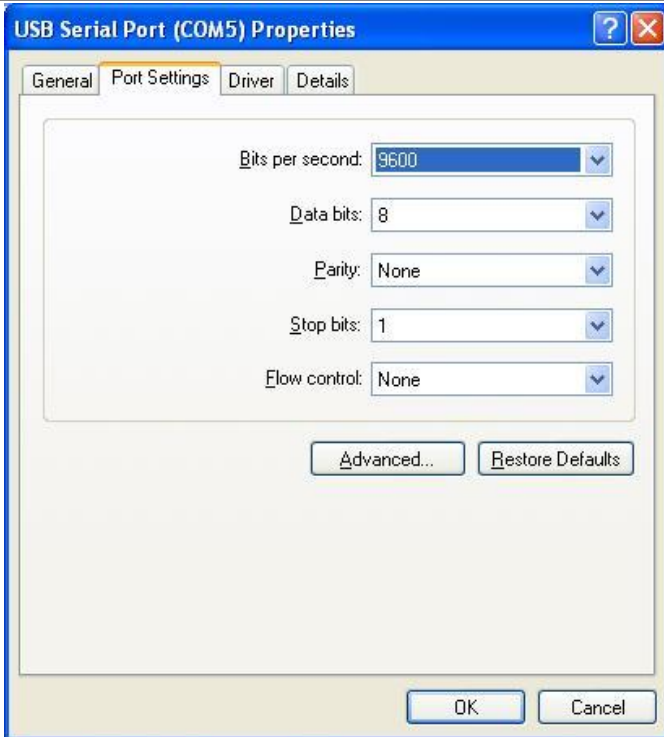 USB Serial Port (COM5) Properties
General Port Settings Driver Details
Bits per second: 9600
Data bits: 8
Parity: None
Stop bits: 1
Flow control: None
Advanced... Restore Defaults
OK Cancel